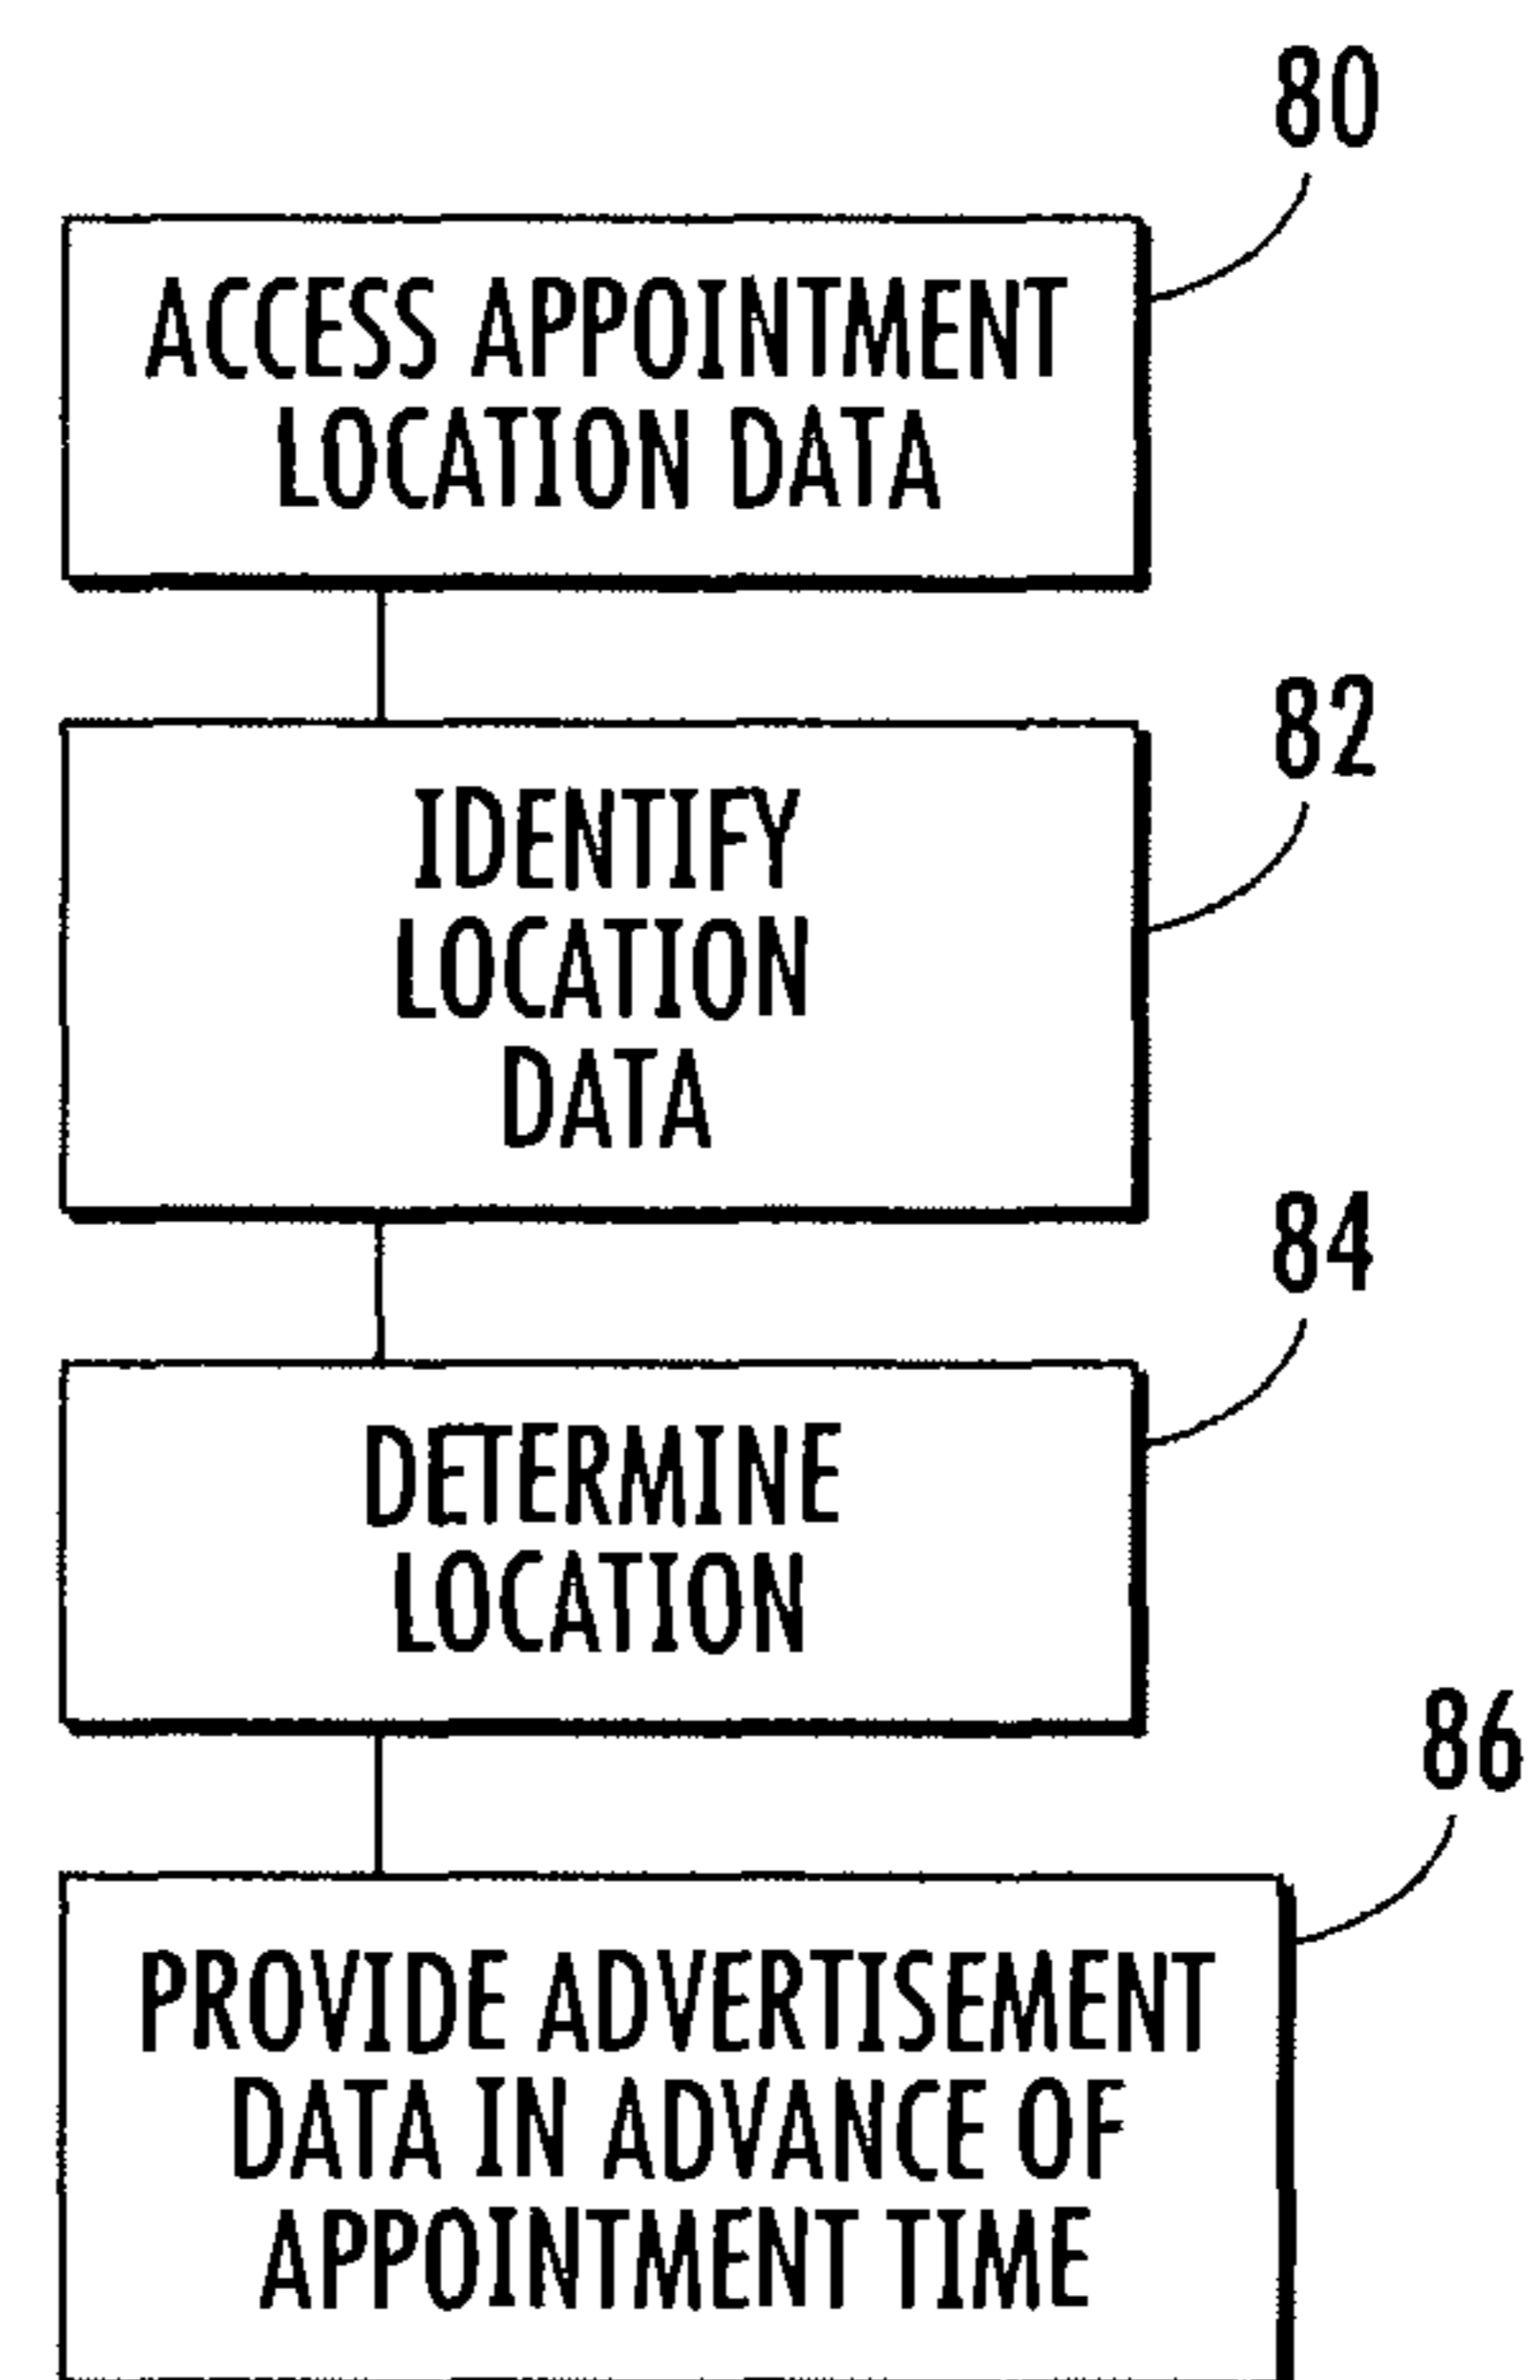 80
ACCESS APPOINTMENT
LOCATION DATA
82
IDENTIFY
LOCATION
DATA
84
DETERMINE
LOCATION
86
PROVIDE ADVERTISEMENT
DATA IN ADVANCE OF
APPOINTMENT TIME